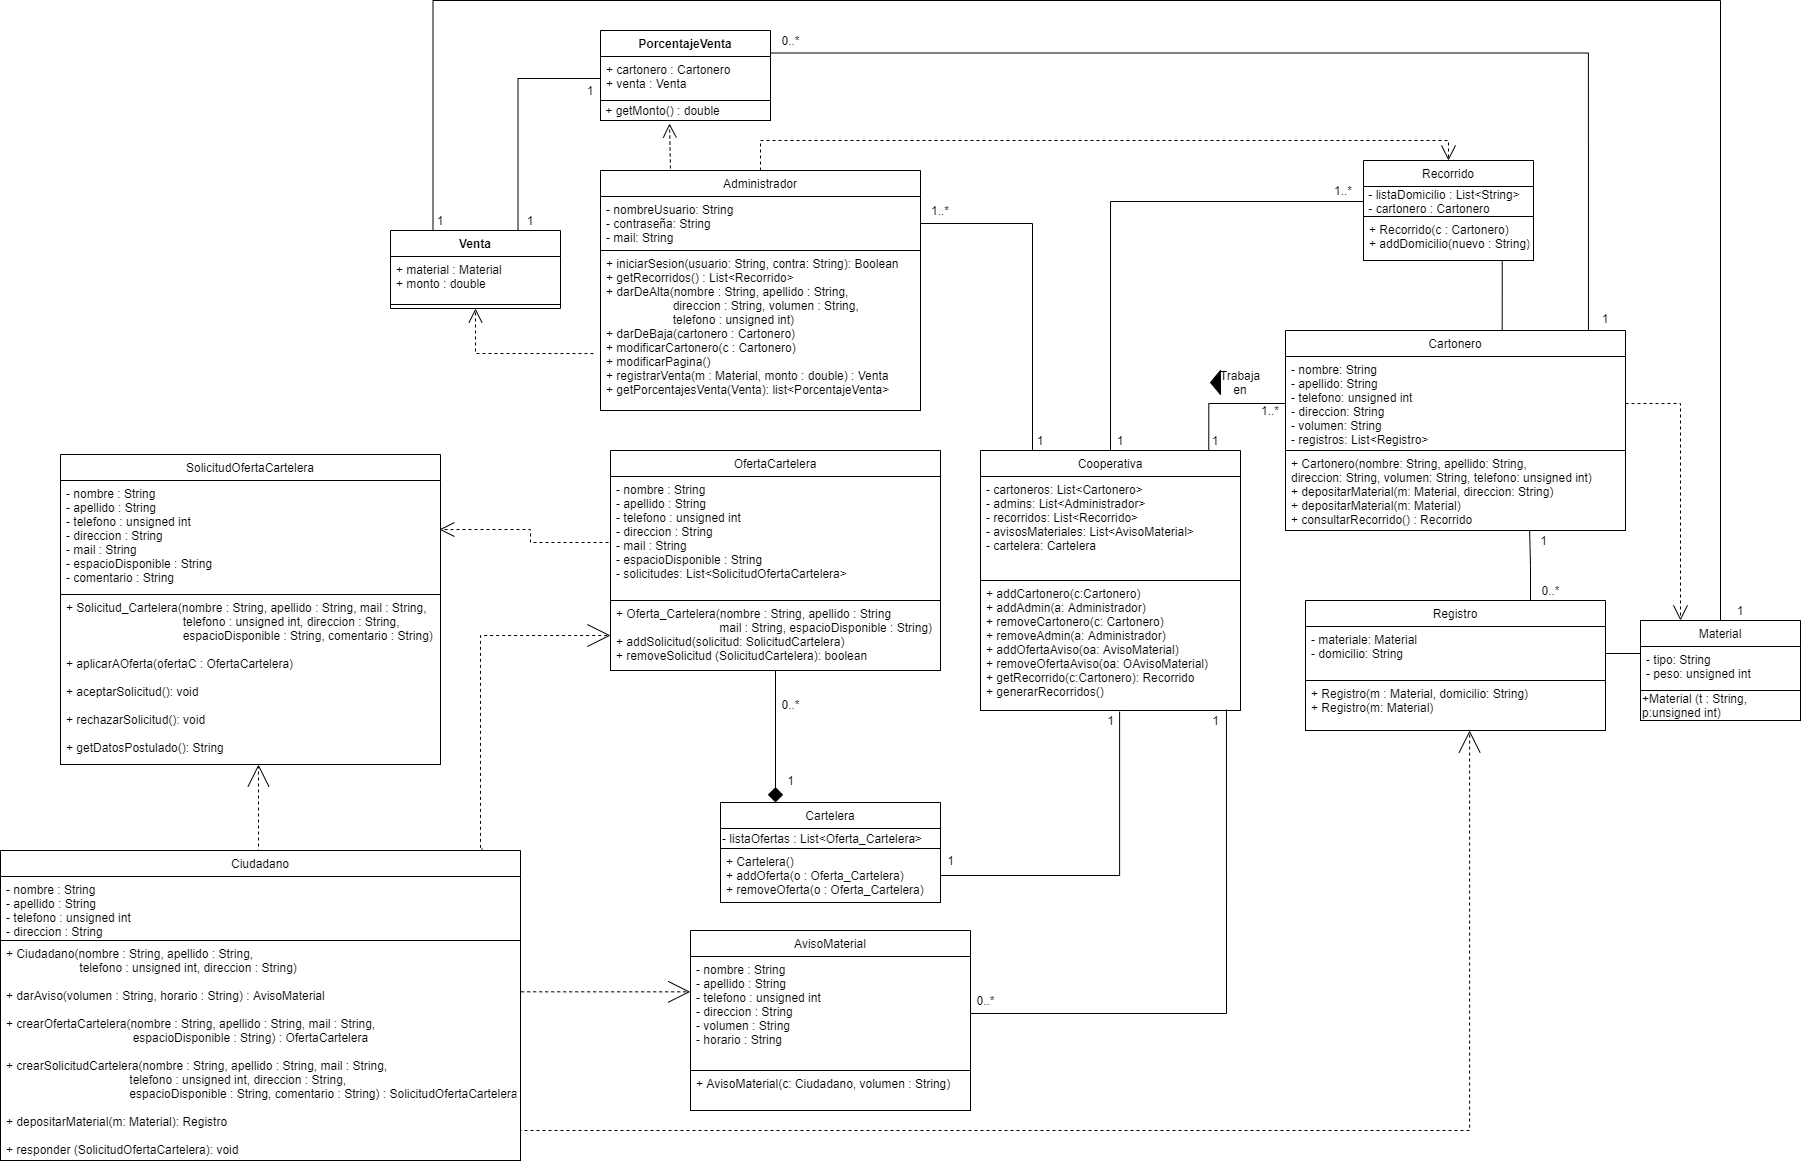 PorcentajeVenta
+ cartonero : Cartonero
+ venta : Venta
+ getMonto() : double
0..*
1
Administrador
- nombreUsuario: String
- contraseña: String
- mail: String
+ iniciarSesion(usuario: String, contra: String): Boolean
+ getRecorridos() : List<Recorrido>
+ darDeAlta(nombre : String, apellido : String,
direccion : String, volumen : String,
telefono : unsigned int)
+ darDeBaja(cartonero : Cartonero)
+ modificarCartonero(c : Cartonero)
+ modificarPagina()
+ registrarVenta(m : Material, monto : double) : Venta
+ getPorcentajesVenta(Venta): list<PorcentajeVenta>
1..*
1
1
Venta
+ material : Material
+ monto : double
1..*
Recorrido
- listaDomicilio : List<String>
- cartonero : Cartonero
+ Recorrido(c : Cartonero)
+ addDomicilio(nuevo : String)
1
Cartonero
- nombre: String
- apellido: String
- telefono: unsigned int
- direccion: String
- volumen: String
- registros: List<Registro>
+ Cartonero(nombre: String, apellido: String,
direccion: String, volumen: String, telefono: unsigned int)
+ depositarMaterial(m: Material, direccion: String)
+ depositarMaterial(m: Material)
+ consultarRecorrido() : Recorrido
Trabaja
en
1..*
1
1
1
Cooperativa
- cartoneros: List<Cartonero>
- admins: List<Administrador>
- recorridos: List<Recorrido>
- avisosMateriales: List<AvisoMaterial>
- cartelera: Cartelera
+ addCartonero(c:Cartonero)
+ addAdmin(a: Administrador)
+ removeCartonero(c: Cartonero)
+ removeAdmin(a: Administrador)
+ addOfertaAviso(oa: AvisoMaterial)
+ removeOfertaAviso(oa: OAvisoMaterial)
+ getRecorrido(c:Cartonero): Recorrido
+ generarRecorridos()
1
1
SolicitudOfertaCartelera
- nombre : String
- apellido : String
- telefono : unsigned int
- direccion : String
- mail : String
- espacioDisponible : String
- comentario : String
+ Solicitud_Cartelera(nombre : String, apellido : String, mail : String,
telefono : unsigned int, direccion : String,
espacioDisponible : String, comentario : String)
+ aplicarAOferta(ofertaC : OfertaCartelera)
+ aceptarSolicitud(): void
+ rechazarSolicitud(): void
+ getDatosPostulado(): String
OfertaCartelera
- nombre : String
- apellido : String
- telefono : unsigned int
- direccion : String
- mail : String
- espacioDisponible : String
- solicitudes: List<SolicitudOfertaCartelera>
+ Oferta_Cartelera(nombre : String, apellido : String
mail : String, espacioDisponible : String)
+ addSolicitud(solicitud: SolicitudCartelera)
+ removeSolicitud (SolicitudCartelera): boolean
0..*
1
1
0..*
Registro
- materiale: Material
- domicilio: String
+ Registro(m : Material, domicilio: String)
+ Registro(m: Material)
1
Material
- tipo: String
- peso: unsigned int
+Material (t : String,
p:unsigned int)
Cartelera
- listaOfertas : List<Oferta_Cartelera>
+ Cartelera()
+ addOferta(o : Oferta_Cartelera)
+ removeOferta(o : Oferta_Cartelera)
1
Ciudadano
- nombre : String
- apellido : String
- telefono : unsigned int
- direccion : String
+ Ciudadano(nombre : String, apellido : String,
telefono : unsigned int, direccion : String)
+ darAviso(volumen : String, horario : String) : AvisoMaterial
+ crearOfertaCartelera(nombre : String, apellido : String, mail : String,
espacioDisponible : String) : OfertaCartelera
+ crearSolicitudCartelera(nombre : String, apellido : String, mail : String,
telefono : unsigned int, direccion : String,
espacioDisponible : String, comentario : String) : SolicitudOfertaCartelera
+ depositarMaterial(m: Material): Registro
+ responder (SolicitudOfertaCartelera): void
AvisoMaterial
- nombre : String
- apellido : String
- telefono : unsigned int
- direccion : String
- volumen : String
- horario : String
+ AvisoMaterial(c: Ciudadano, volumen : String)
0..*